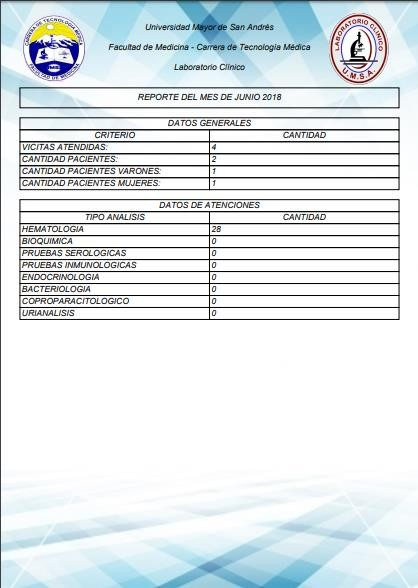 Universidad Mayor de San Andrés
Facultad de Medicina - Carrera de Tecnología Médica
Laboratorio Clínico
CARRERA DE TECNOLOGÍA MÉDICA
FACULTAD DE MEDICINA
LABORATORIO CLINICO
U.M.S.A.
REPORTE DEL MES DE JUNIO 2018
DATOS GENERALES
CRITERIO CANTIDAD
VICITAS ATENDIDAS: 4
CANTIDAD PACIENTES: 2
CANTIDAD PACIENTES VARONES: 1
CANTIDAD PACIENTES MUJERES: 1
DATOS DE ATENCIONES
TIPO ANALISIS CANTIDAD
HEMATOLOGIA 28
BIOQUIMICA 0
PRUEBAS SEROLOGICAS 0
PRUEBAS INMUNOLOGICAS 0
ENDOCRINOLOGIA 0
BACTERIOLOGIA 0
COPROPARACITOLOGICO 0
URIANALISIS 0